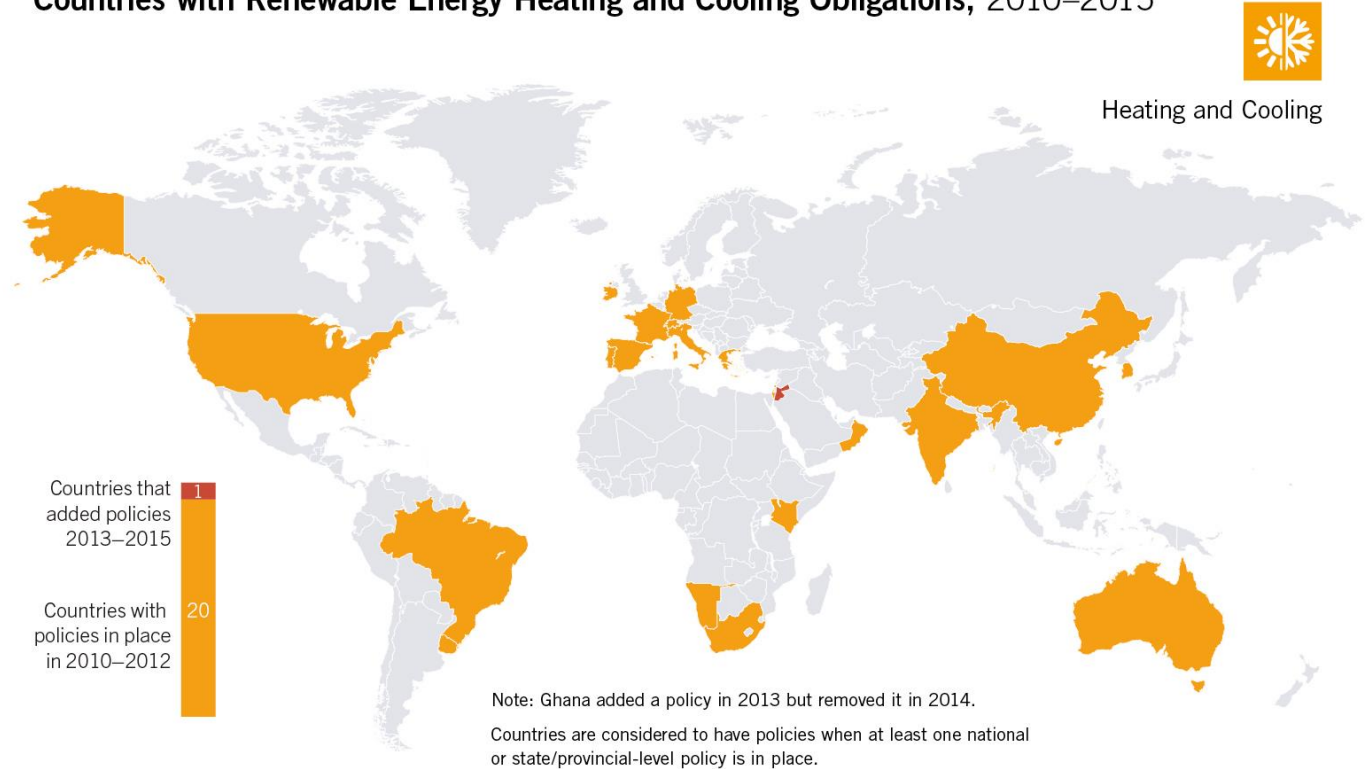 Countries with Renewable Energy Heating and Cooling Obligations, 2010–2015
Heating and Cooling
Countries that
added policies
2013–2015
1
Countries with
policies in place
in 2010–2012
20
Note: Ghana added a policy in 2013 but removed it in 2014.
Countries are considered to have policies when at least one national
or state/provincial-level policy is in place.